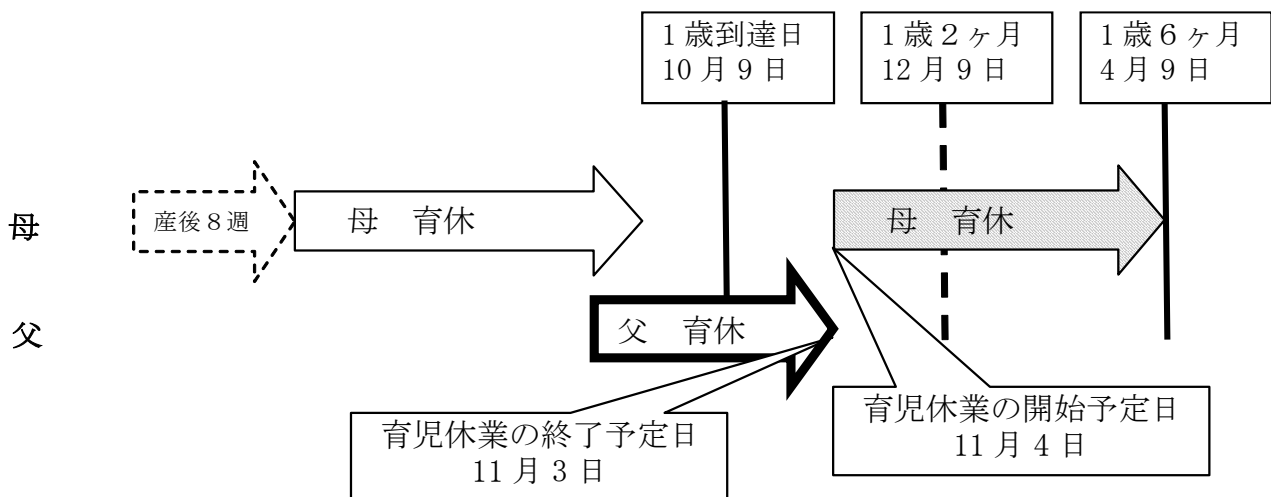 1歳到達日
10月9日
1歳2ヶ月
12月9日
1歳6ヶ月
4月9日
母
産後8週
母 育休
母 育休
父
父 育休
育児休業の終了予定日
11月3日
育児休業の開始予定日
11月4日